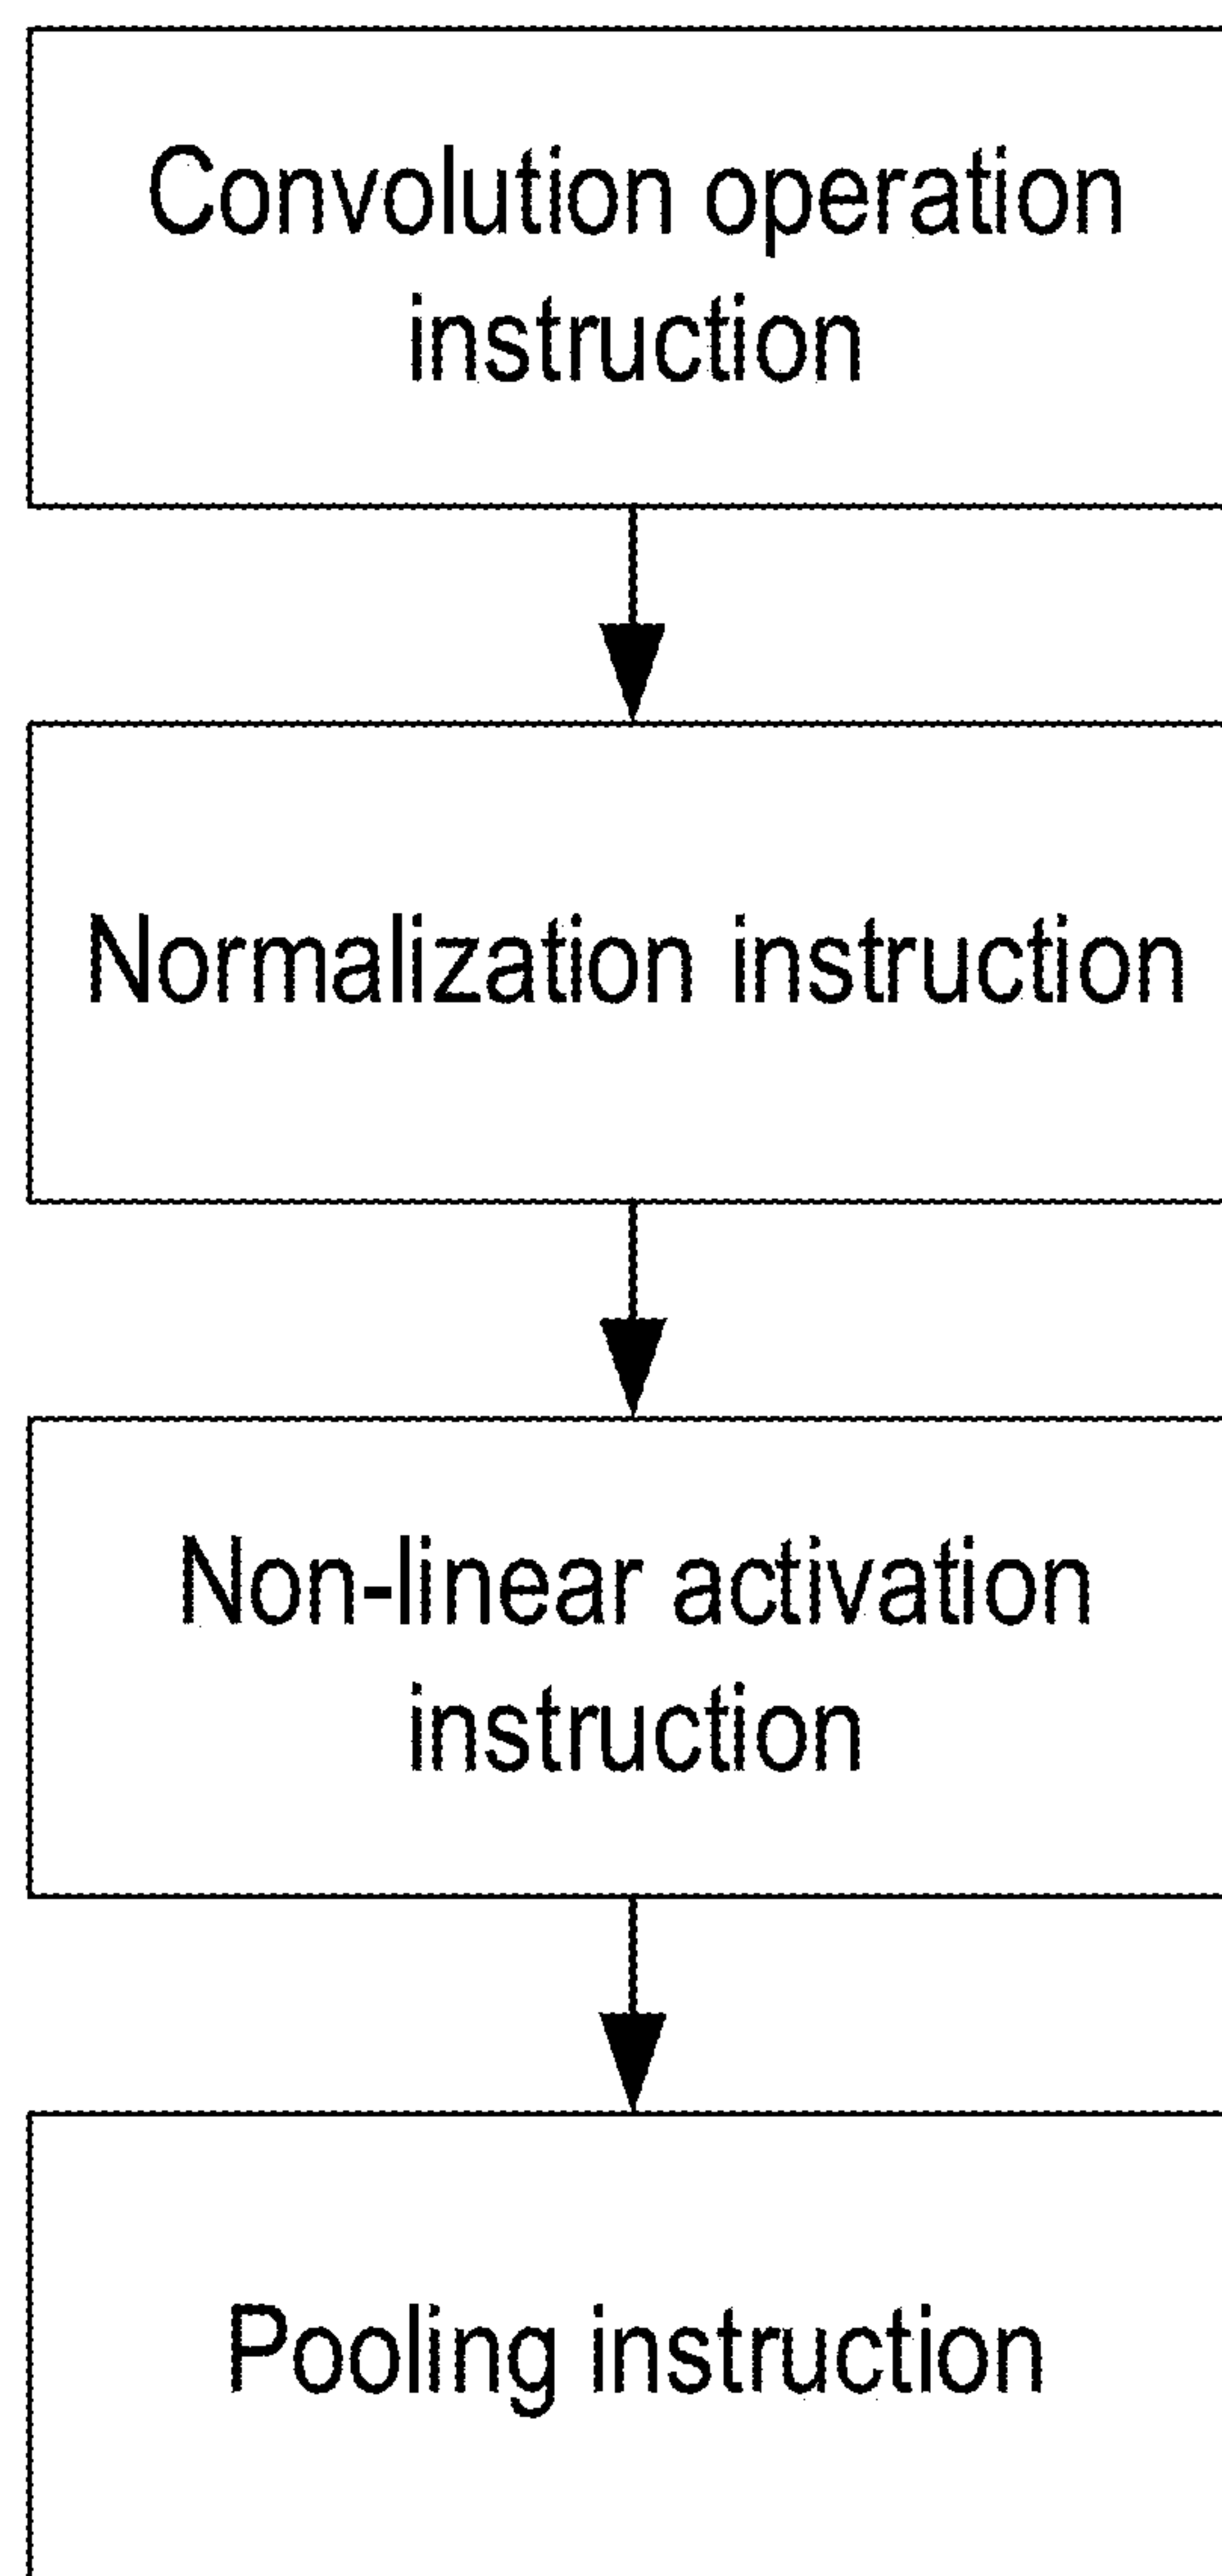 Convolution operation
instruction
Normalization instruction
Non-linear activation
instruction
Pooling instruction